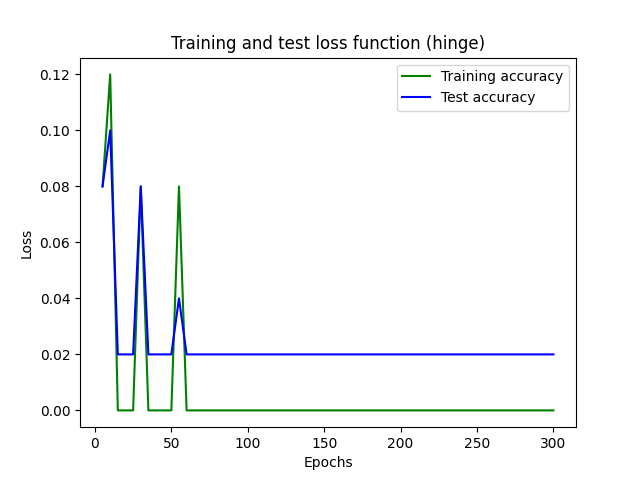 Training and test loss function (hinge)
Training accuracy
Test accuracy
0.12
0.10
0.08
0.06
0.04
0.02
0.00
Loss
0 50 100 150 200 250 300
Epochs